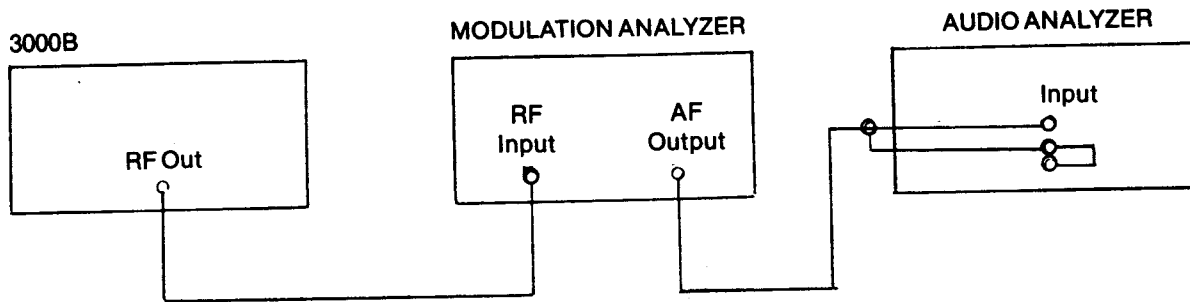 3000B
RF Out
MODULATION ANALYZER
RF
Input
AF
Output
AUDIO ANALYZER
Input